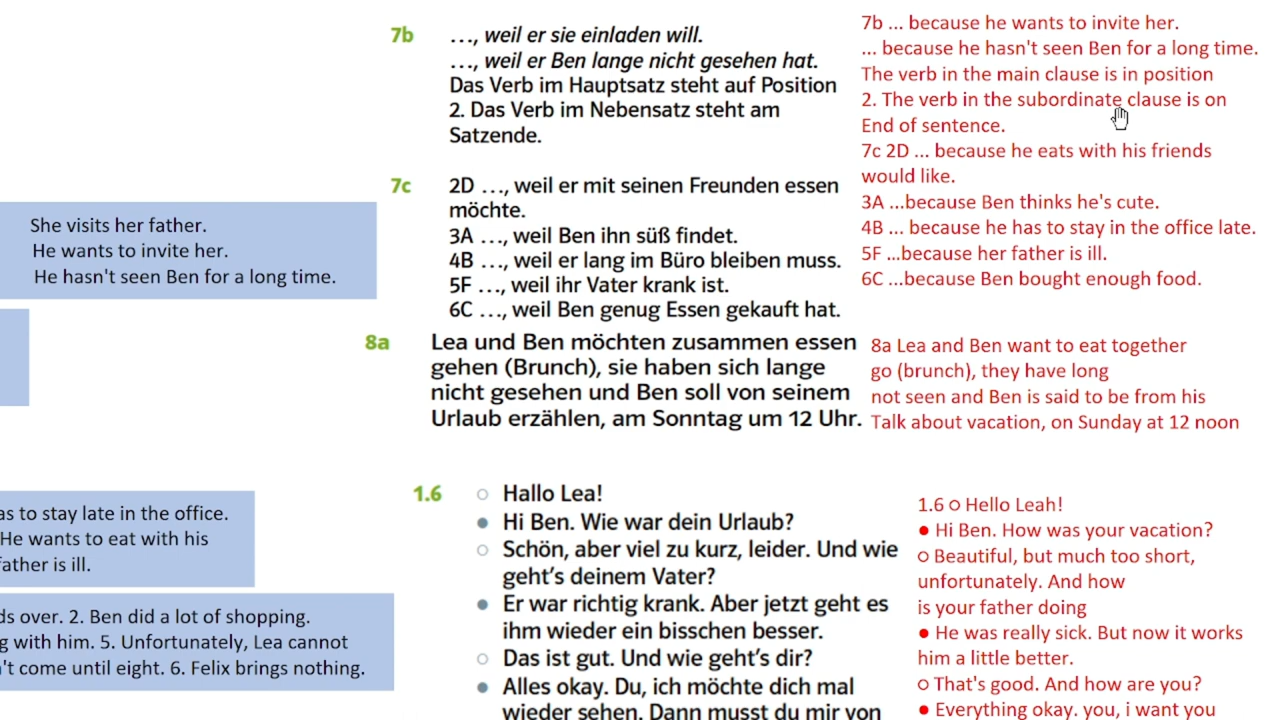 7b …, weil er sie einladen will.
…, weil er Ben lange nicht gesehen hat.
Das Verb im Hauptsatz steht auf Position
2. Das Verb im Nebensatz steht am
Satzende.
7c 2D …, weil er mit seinen Freunden essen
möchte.
3A …, weil Ben ihn süß findet.
4B …, weil er lang im Büro bleiben muss.
5F …, weil ihr Vater krank ist.
6C …, weil Ben genug Essen gekauft hat.
8a Lea und Ben möchten zusammen essen
gehen (Brunch), sie haben sich lange
nicht gesehen und Ben soll von seinem
Urlaub erzählen, am Sonntag um 12 Uhr.
1.6 ○ Hallo Lea!
● Hi Ben. Wie war dein Urlaub?
○ Schön, aber viel zu kurz, leider. Und wie
geht's deinem Vater?
● Er war richtig krank. Aber jetzt geht es
ihm wieder ein bisschen besser.
○ Das ist gut. Und wie geht's dir?
● Alles okay. Du, ich möchte dich mal
wieder sehen. Dann musst du mir von
7b ... because he wants to invite her.
... because he hasn't seen Ben for a long time.
The verb in the main clause is in position
2. The verb in the subordinate clause is on
End of sentence.
7c 2D ... because he eats with his friends
would like.
3A ...because Ben thinks he's cute.
4B ... because he has to stay in the office late.
5F ...because her father is ill.
6C ...because Ben bought enough food.
8a Lea and Ben want to eat together
go (brunch), they have long
not seen and Ben is said to be from his
Talk about vacation, on Sunday at 12 noon
1.6 ○ Hello Leah!
● Hi Ben. How was your vacation?
○ Beautiful, but much too short,
unfortunately. And how
is your father doing
● He was really sick. But now it works
him a little better.
○ That's good. And how are you?
● Everything okay. you, i want you
She visits her father.
He wants to invite her.
He hasn't seen Ben for a long time.
as to stay late in the office.
He wants to eat with his
father is ill.
ds over. 2. Ben did a lot of shopping.
g with him. 5. Unfortunately, Lea cannot
't come until eight. 6. Felix brings nothing.